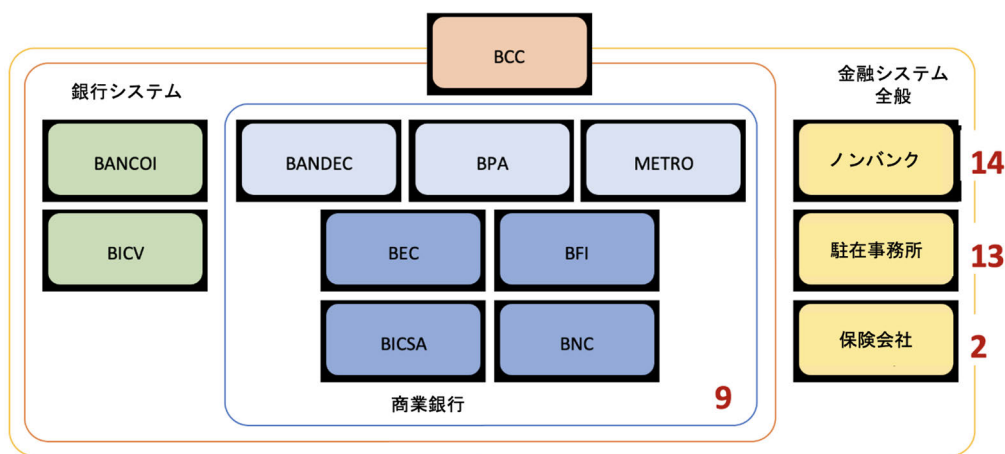 BCC
銀行システム
金融システム
全般
BANCOI
BANDEC
BPA
METRO
ノンバンク
14
BICV
BEC
BFI
駐在事務所
13
BICSA
BNC
保険会社
2
商業銀行
9